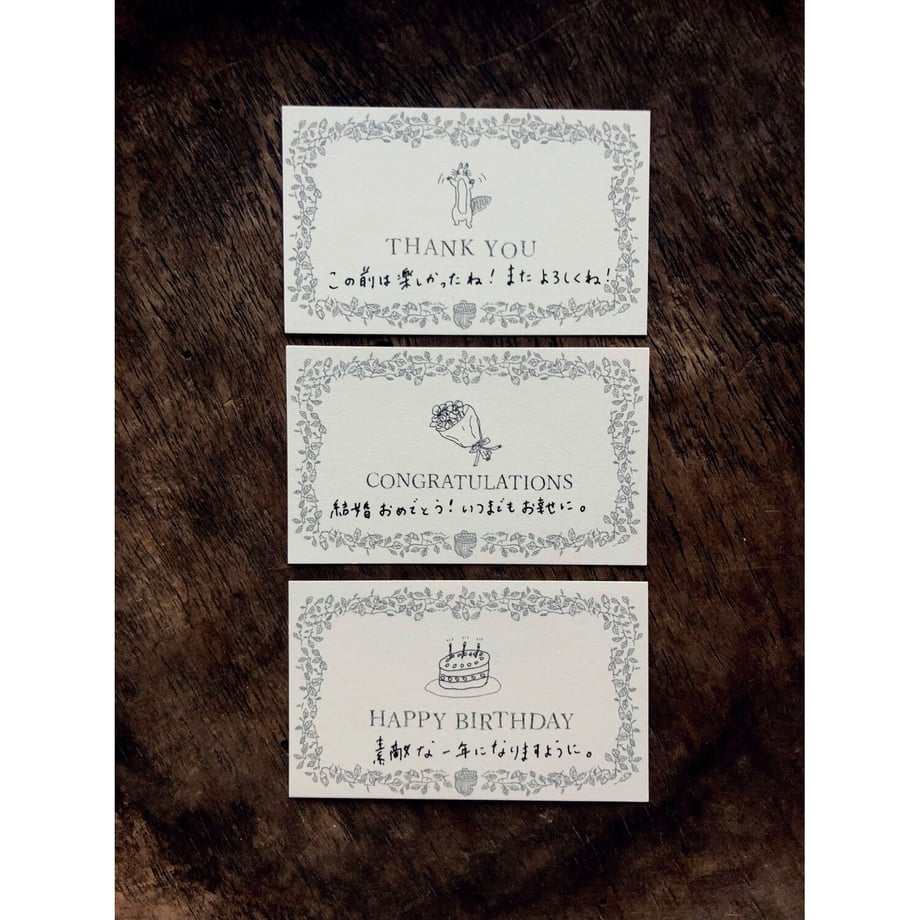 THANK YOU
この前は楽しかったね！またよろしくね！
CONGRATULATIONS
結婚おめでとう！いつまでもお幸せに。
HAPPY BIRTHDAY
素敵な一年になりますように。